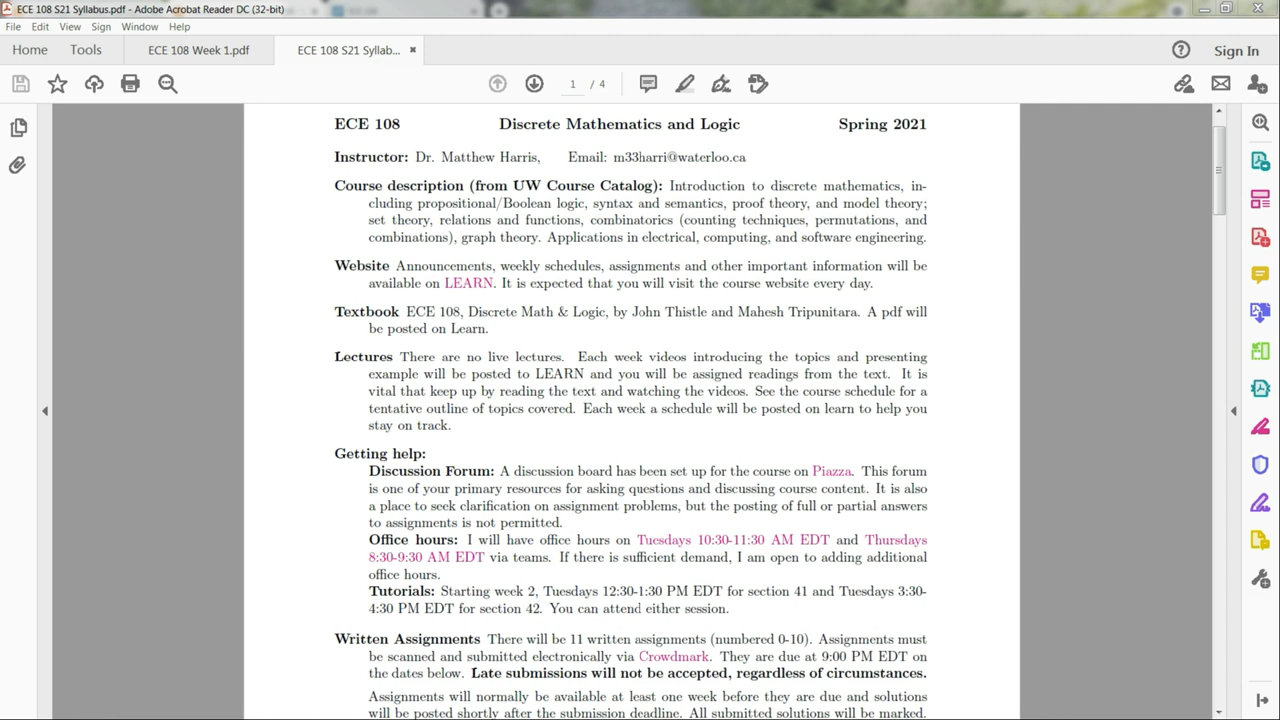 ECE 108 S21 Syllabus.pdf - Adobe Acrobat Reader DC (32-bit)
File Edit View Sign Window Help
Home Tools ECE 108 Week 1.pdf ECE 108 S21 Syllab... Sign In
1 / 4
ECE 108 Discrete Mathematics and Logic Spring 2021
Instructor: Dr. Matthew Harris, Email: m33harri@waterloo.ca
Course description (from UW Course Catalog): Introduction to discrete mathematics, in-
cluding propositional/Boolean logic, syntax and semantics, proof theory, and model theory;
set theory, relations and functions, combinatorics (counting techniques, permutations, and
combinations), graph theory. Applications in electrical, computing, and software engineering.
Website Announcements, weekly schedules, assignments and other important information will be
available on LEARN. It is expected that you will visit the course website every day.
Textbook ECE 108, Discrete Math & Logic, by John Thistle and Mahesh Tripunitara. A pdf will
be posted on Learn.
Lectures There are no live lectures. Each week videos introducing the topics and presenting
example will be posted to LEARN and you will be assigned readings from the text. It is
vital that keep up by reading the text and watching the videos. See the course schedule for a
tentative outline of topics covered. Each week a schedule will be posted on learn to help you
stay on track.
Getting help:
Discussion Forum: A discussion board has been set up for the course on Piazza. This forum
is one of your primary resources for asking questions and discussing course content. It is also
a place to seek clarification on assignment problems, but the posting of full or partial answers
to assignments is not permitted.
Office hours: I will have office hours on Tuesdays 10:30-11:30 AM EDT and Thursdays
8:30-9:30 AM EDT via teams. If there is sufficient demand, I am open to adding additional
office hours.
Tutorials: Starting week 2, Tuesdays 12:30-1:30 PM EDT for section 41 and Tuesdays 3:30-
4:30 PM EDT for section 42. You can attend either session.
Written Assignments There will be 11 written assignments (numbered 0-10). Assignments must
be scanned and submitted electronically via Crowdmark. They are due at 9:00 PM EDT on
the dates below. Late submissions will not be accepted, regardless of circumstances.
Assignments will normally be available at least one week before they are due and solutions
will be posted shortly after the submission deadline. All submitted solutions will be marked.